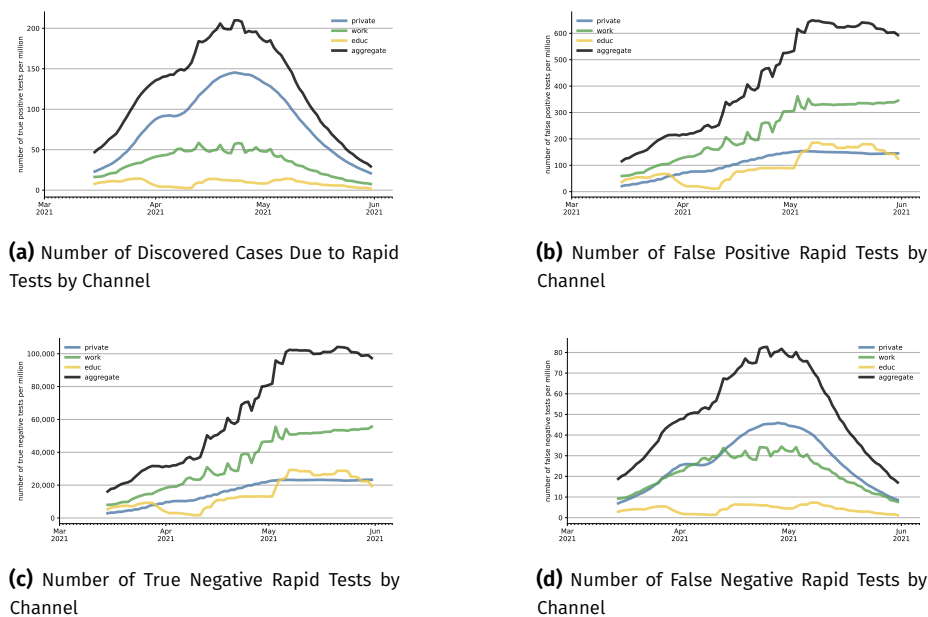 number of true positive tests per million
200
150
100
50
0
private
work
educ
aggregate
Mar
2021
Apr
2021
May
2021
Jun
2021
(a) Number of Discovered Cases Due to Rapid
Tests by Channel
number of false positive tests per million
600
500
400
300
200
100
0
private
work
educ
aggregate
Mar
2021
Apr
2021
May
2021
Jun
2021
(b) Number of False Positive Rapid Tests by
Channel
number of true negative tests per million
100,000
80,000
60,000
40,000
20,000
0
private
work
educ
aggregate
Mar
2021
Apr
2021
May
2021
Jun
2021
(c) Number of True Negative Rapid Tests by
Channel
number of false negative tests per million
80
70
60
50
40
30
20
10
0
private
work
educ
aggregate
Mar
2021
Apr
2021
May
2021
Jun
2021
(d) Number of False Negative Rapid Tests by
Channel